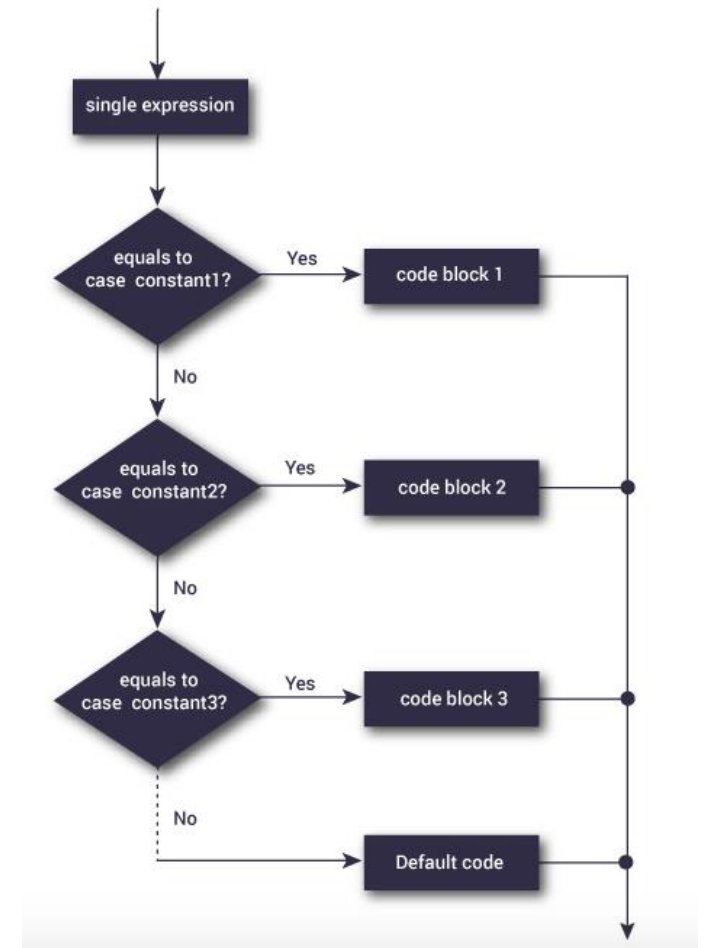 single expression
equals to
case constant1?
Yes
code block 1
No
equals to
case constant2?
Yes
code block 2
No
equals to
case constant3?
Yes
code block 3
No
Default code